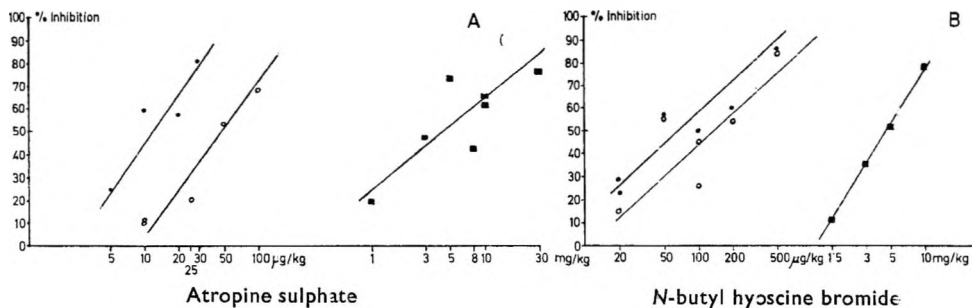 % Inhibition
A
100
90
80
70
60
50
40
30
20
10
0
5 10 20 30 50 100 µg/kg
25
1 3 5 8 10 30 mg/kg
Atropine sulphate
% Inhibition
B
100
90
80
70
60
50
40
30
20
10
0
20 50 100 200 500 µg/kg 1 3 5 10 mg/kg
N-butyl hyoscine bromide